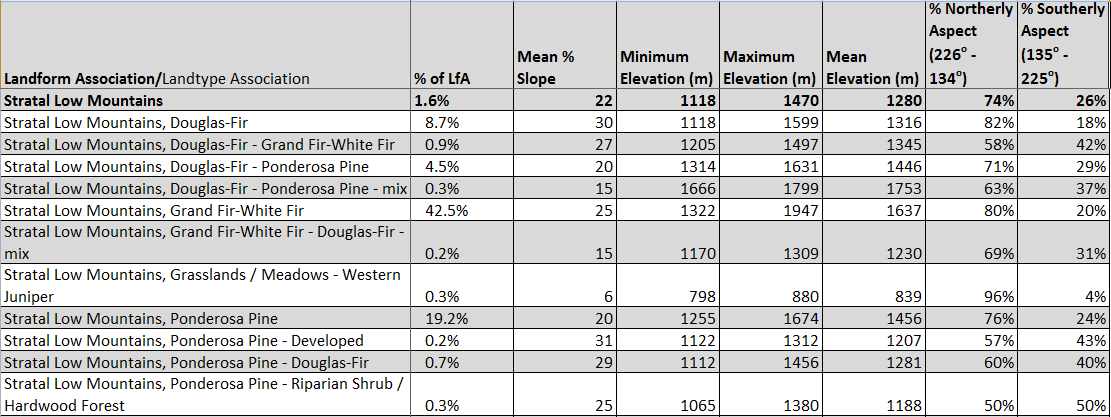 Landform Association/Landtype Association % of LfA Mean % Slope Minimum Elevation (m) Maximum Elevation (m) Mean Elevation (m) % Northerly Aspect (226° - 134°) % Southerly Aspect (135° - 225°)
Stratal Low Mountains 1.6% 22 1118 1470 1280 74% 26%
Stratal Low Mountains, Douglas-Fir 8.7% 30 1118 1599 1316 82% 18%
Stratal Low Mountains, Douglas-Fir - Grand Fir-White Fir 0.9% 27 1205 1497 1345 58% 42%
Stratal Low Mountains, Douglas-Fir - Ponderosa Pine 4.5% 20 1314 1631 1446 71% 29%
Stratal Low Mountains, Douglas-Fir - Ponderosa Pine - mix 0.3% 15 1666 1799 1753 63% 37%
Stratal Low Mountains, Grand Fir-White Fir 42.5% 25 1322 1947 1637 80% 20%
Stratal Low Mountains, Grand Fir-White Fir - Douglas-Fir -
mix 0.2% 15 1170 1309 1230 69% 31%
Stratal Low Mountains, Grasslands / Meadows - Western
Juniper 0.3% 6 798 880 839 96% 4%
Stratal Low Mountains, Ponderosa Pine 19.2% 20 1255 1674 1456 76% 24%
Stratal Low Mountains, Ponderosa Pine - Developed 0.2% 31 1122 1312 1207 57% 43%
Stratal Low Mountains, Ponderosa Pine - Douglas-Fir 0.7% 29 1112 1456 1281 60% 40%
Stratal Low Mountains, Ponderosa Pine - Riparian Shrub /
Hardwood Forest 0.3% 25 1065 1380 1188 50% 50%